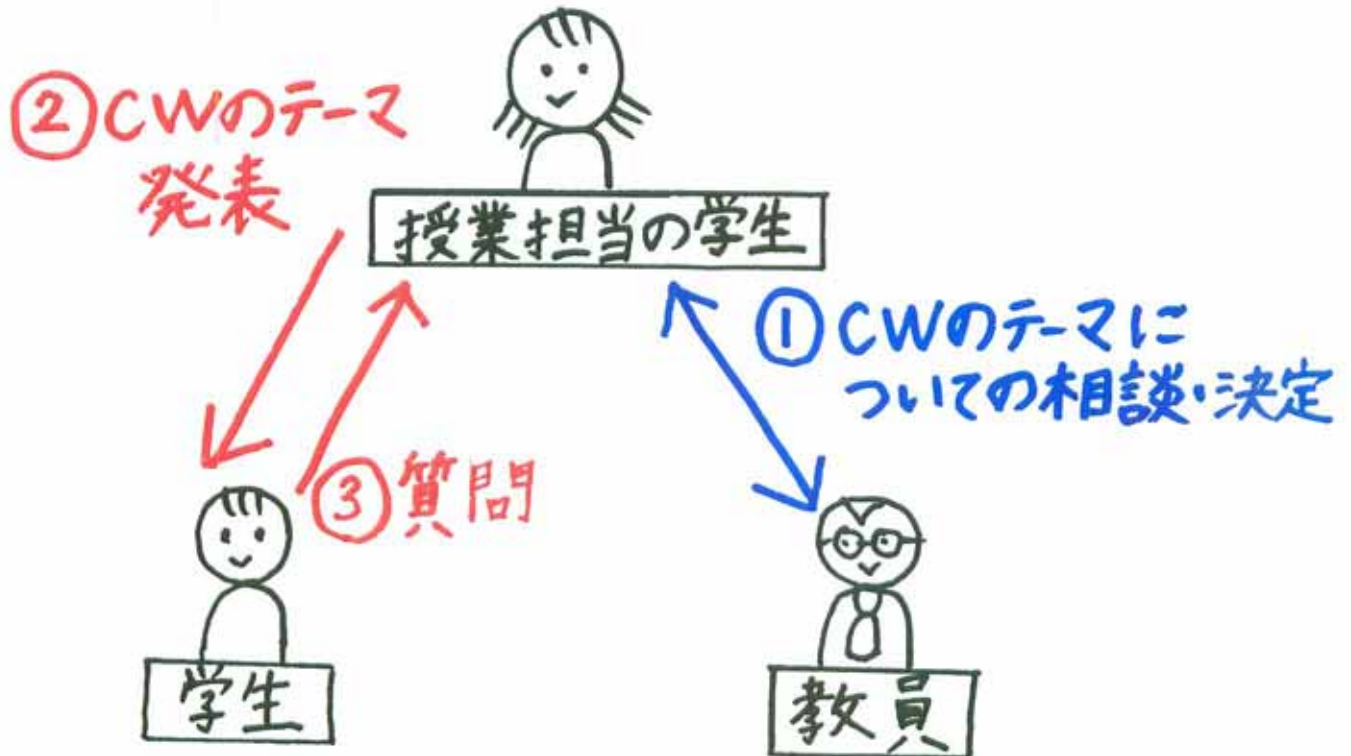 ②CWのテーマ
発表
授業担当の学生
①CWのテーマに
ついての相談・決定
③質問
学生
教員